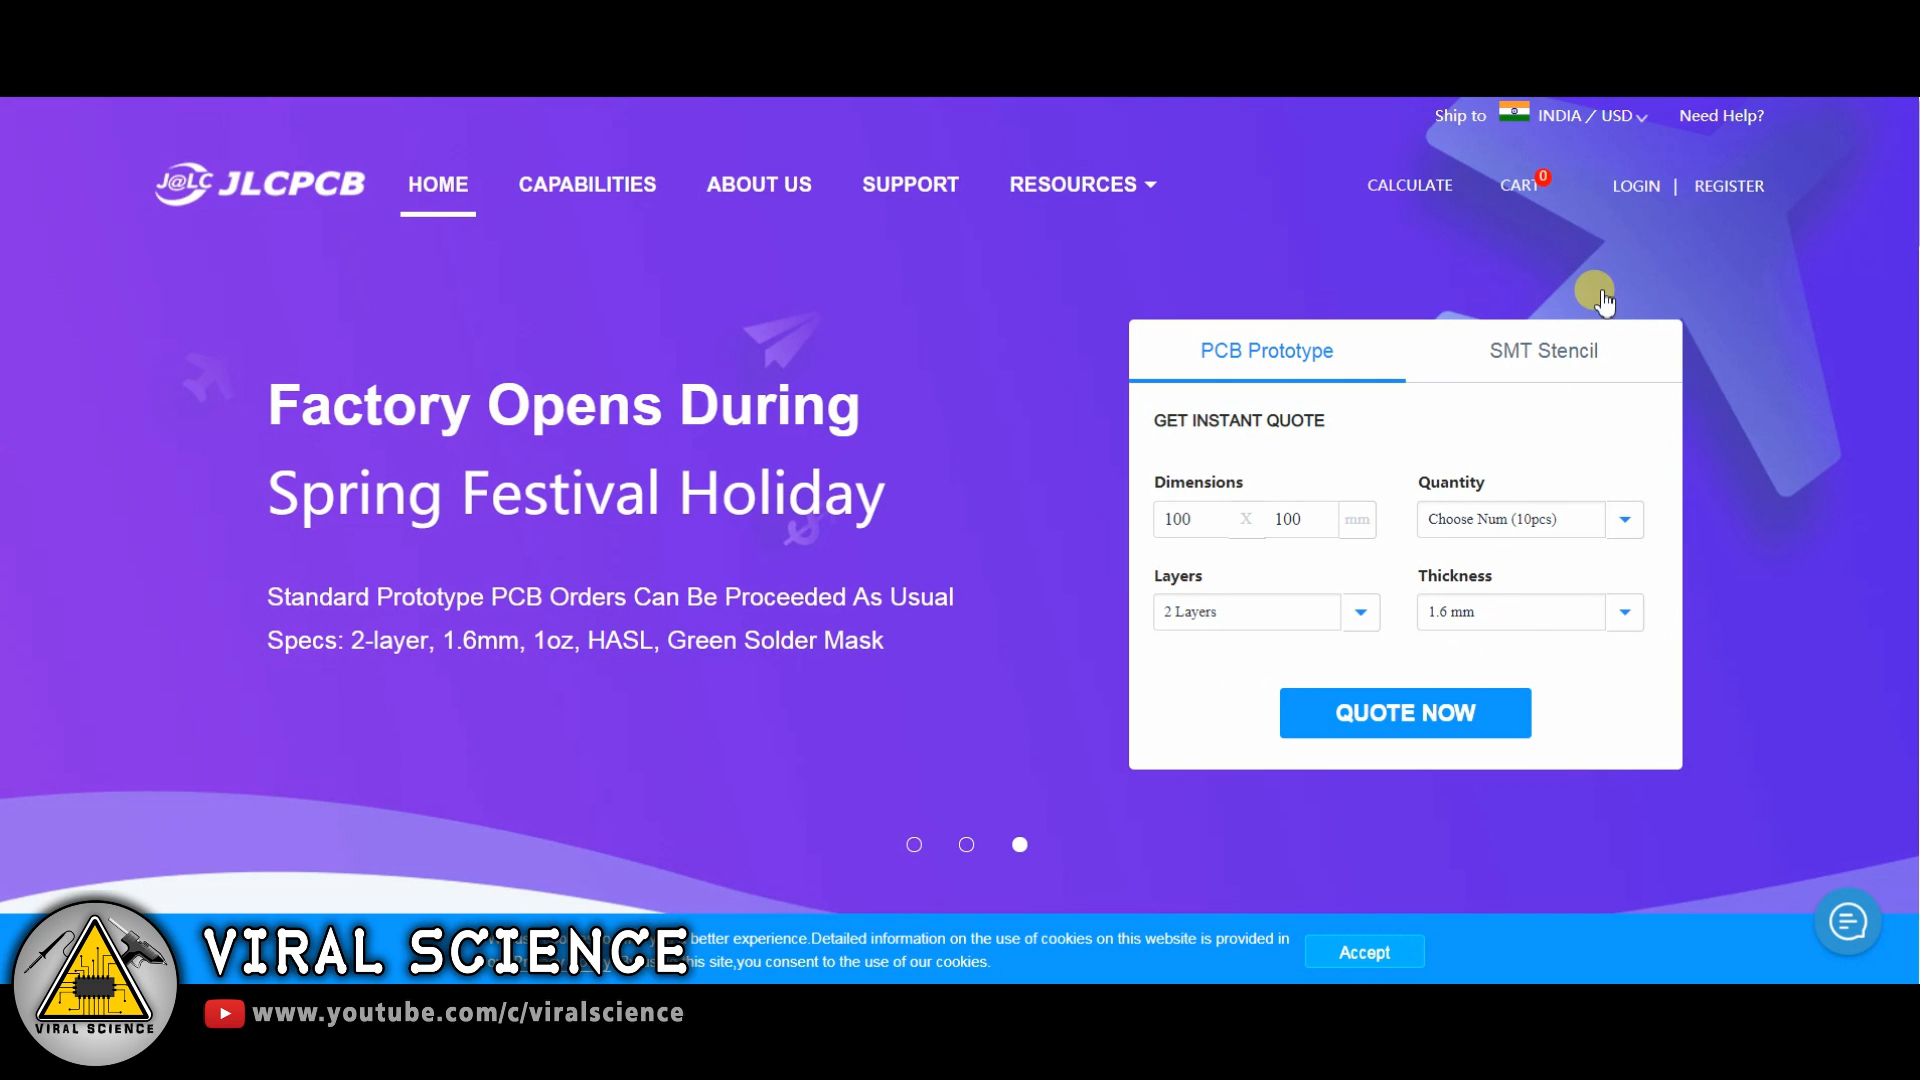 Ship to INDIA / USD Need Help?
J@LC JLCPCB HOME CAPABILITIES ABOUT US SUPPORT RESOURCES CALCULATE CART 0 LOGIN | REGISTER
Factory Opens During
Spring Festival Holiday
Standard Prototype PCB Orders Can Be Proceeded As Usual
Specs: 2-layer, 1.6mm, 1oz, HASL, Green Solder Mask
PCB Prototype SMT Stencil
GET INSTANT QUOTE
Dimensions Quantity
100 X 100 mm Choose Num (10pcs)
Layers Thickness
2 Layers 1.6 mm
QUOTE NOW
better experience.Detailed information on the use of cookies on this website is provided in
this site,you consent to the use of our cookies.
Accept
VIRAL SCIENCE
www.youtube.com/c/viralscience
VIRAL SCIENCE